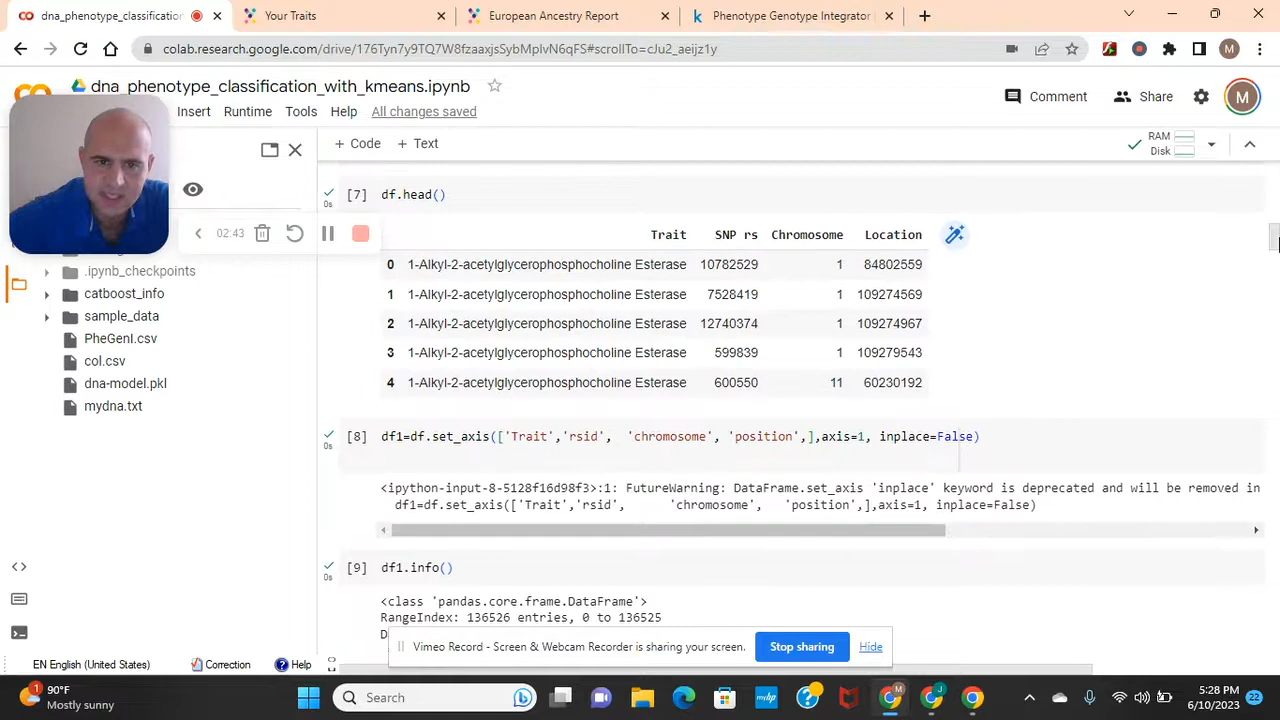 dna_phenotype_classification
Your Traits
European Ancestry Report
Phenotype Genotype Integrator
colab.research.google.com/drive/176Tyn7y9TQ7W8fzaaxjsSybMplvN6qFS#scrollTo=cJu2_aeijz1y
M
dna_phenotype_classification_with_kmeans.ipynb
Comment
Share
M
Insert Runtime Tools Help All changes saved
+ Code + Text
RAM
Disk
[7] df.head()
0s
02:43
Trait SNP rs Chromosome Location
0 1-Alkyl-2-acetylglycerophosphocholine Esterase 10782529 1 84802559
1 1-Alkyl-2-acetylglycerophosphocholine Esterase 7528419 1 109274569
2 1-Alkyl-2-acetylglycerophosphocholine Esterase 12740374 1 109274967
3 1-Alkyl-2-acetylglycerophosphocholine Esterase 599839 1 109279543
4 1-Alkyl-2-acetylglycerophosphocholine Esterase 600550 11 60230192
.ipynb_checkpoints
catboost_info
sample_data
PheGenI.csv
col.csv
dna-model.pkl
mydna.txt
[8] df1=df.set_axis(['Trait','rsid', 'chromosome', 'position',],axis=1, inplace=False)
0s
<ipython-input-8-5128f16d98f3>:1: FutureWarning: DataFrame.set_axis 'inplace' keyword is deprecated and will be removed in
df1=df.set_axis(['Trait','rsid', 'chromosome', 'position',],axis=1, inplace=False)
[9] df1.info()
0s
<class 'pandas.core.frame.DataFrame'>
RangeIndex: 136526 entries, 0 to 136525
Vimeo Record - Screen & Webcam Recorder is sharing your screen.
Stop sharing
Hide
EN English (United States) Correction Help
90°F
Mostly sunny
Search
5:28 PM
6/10/2023
22